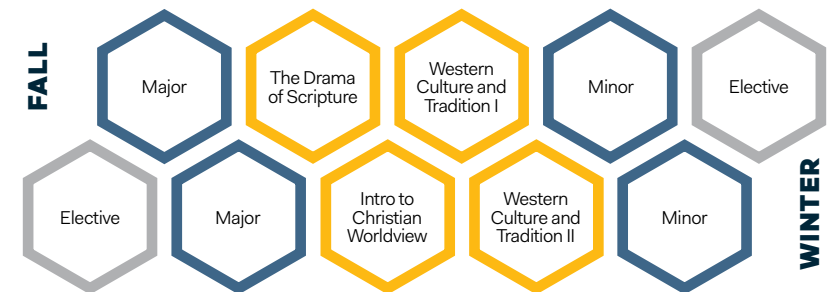 FALL
Major
The Drama
of Scripture
Western
Culture and
Tradition I
Minor
Elective
Elective
Major
Intro to
Christian
Worldview
Western
Culture and
Tradition II
Minor
WINTER